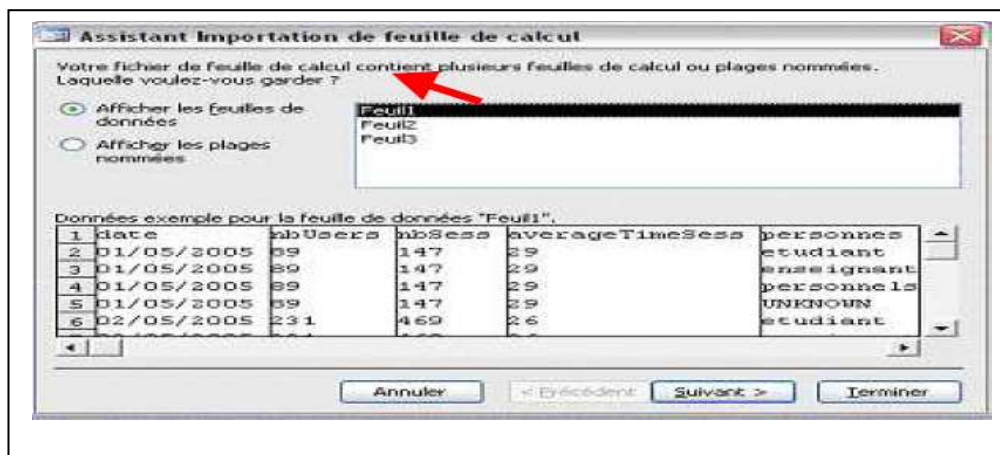 Assistant Importation de feuille de calcul
Votre fichier de feuille de calcul contient plusieurs feuilles de calcul ou plages nommées.
Laquelle voulez-vous garder ?
Afficher les feuilles de données
Afficher les plages nommées
Feuil1
Feuil2
Feuil3
Données exemple pour la feuille de données "Feuil1".
1 date nbUsers nbSess averageTimeSess personnes
2 01/05/2005 89 147 29 etudiant
3 01/05/2005 89 147 29 enseignant
4 01/05/2005 89 147 29 personnels
5 01/05/2005 89 147 29 UNKNOWN
6 02/05/2005 231 469 26 etudiant
Annuler < Précédent Suivant > Terminer